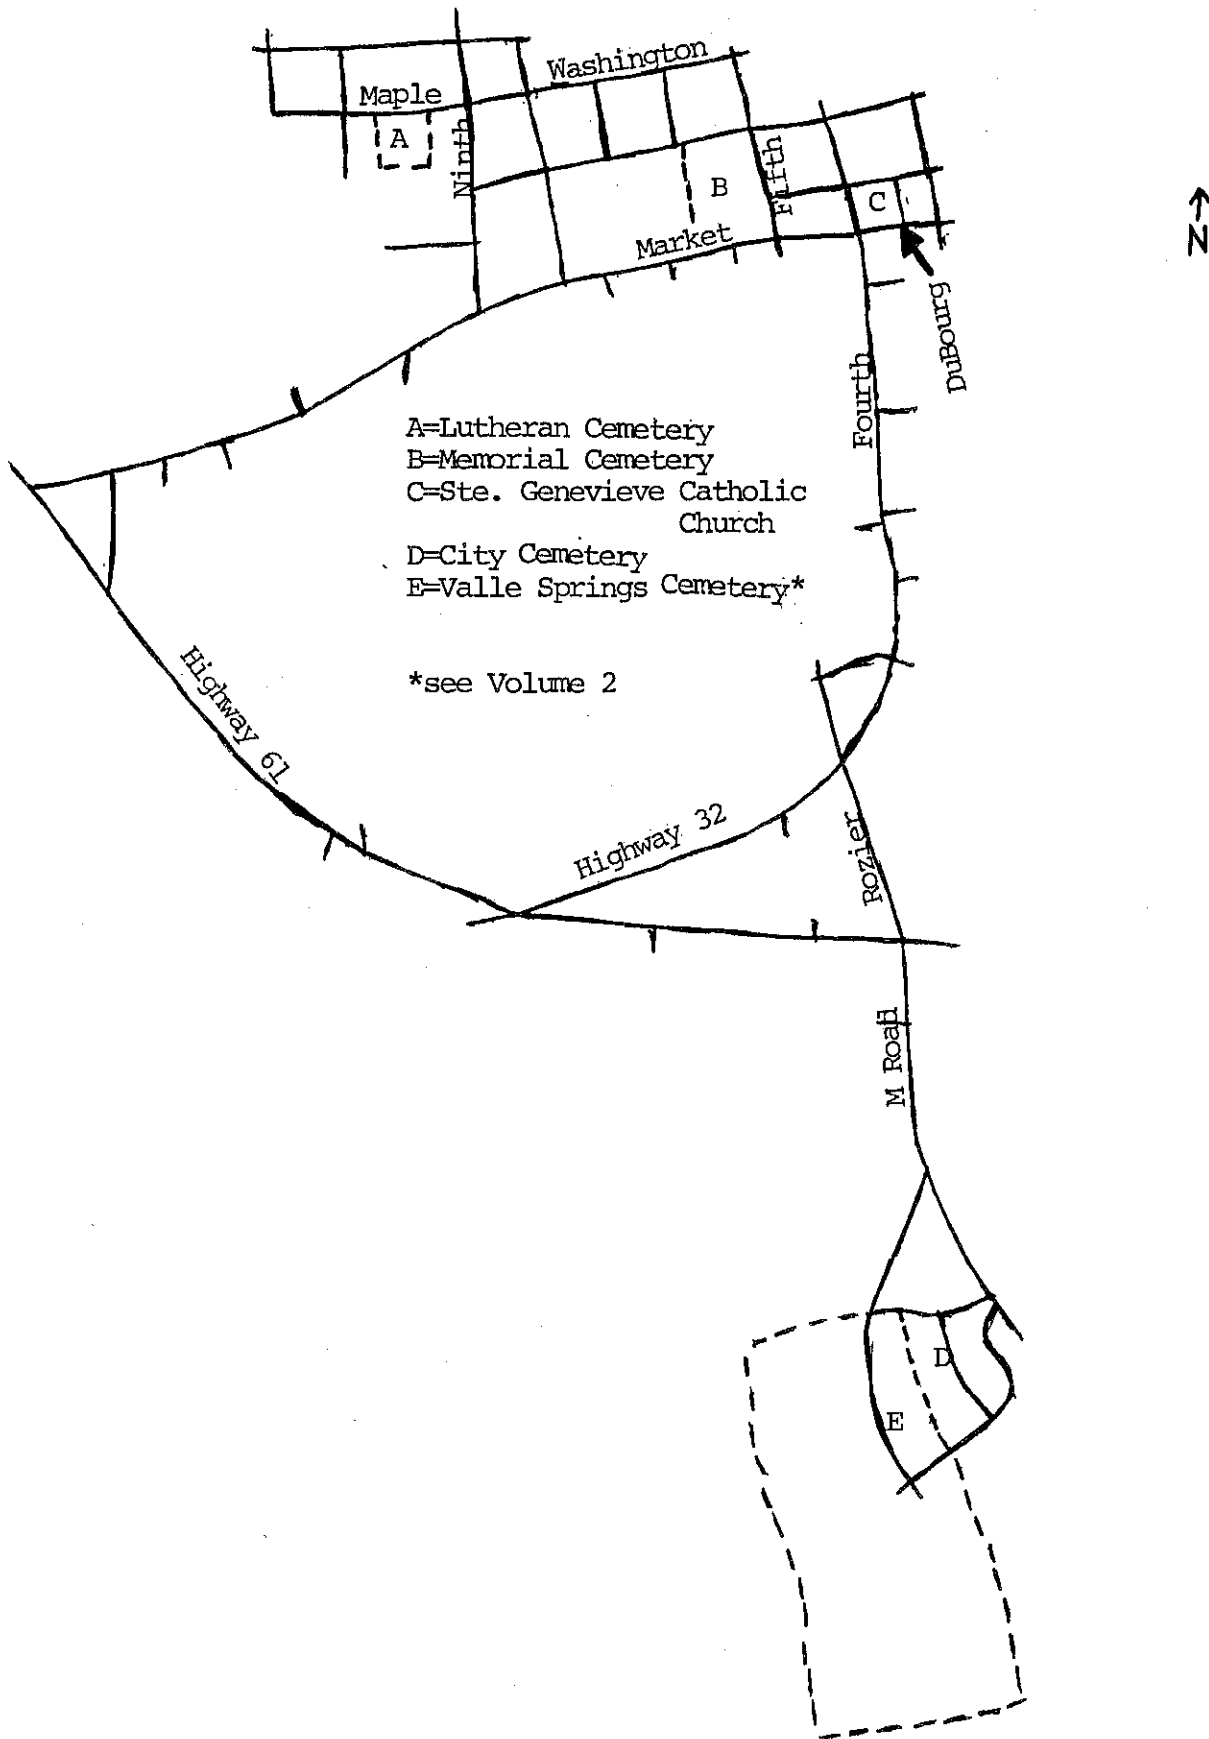 Washington
Maple
A
Ninth
B
Fifth
C
N
Market
DuBourg
Fourth
A=Lutheran Cemetery
B=Memorial Cemetery
C=Ste. Genevieve Catholic
Church
D=City Cemetery
E=Valle Springs Cemetery*
*see Volume 2
Highway 61
Highway 32
Rozier
M Road
D
E